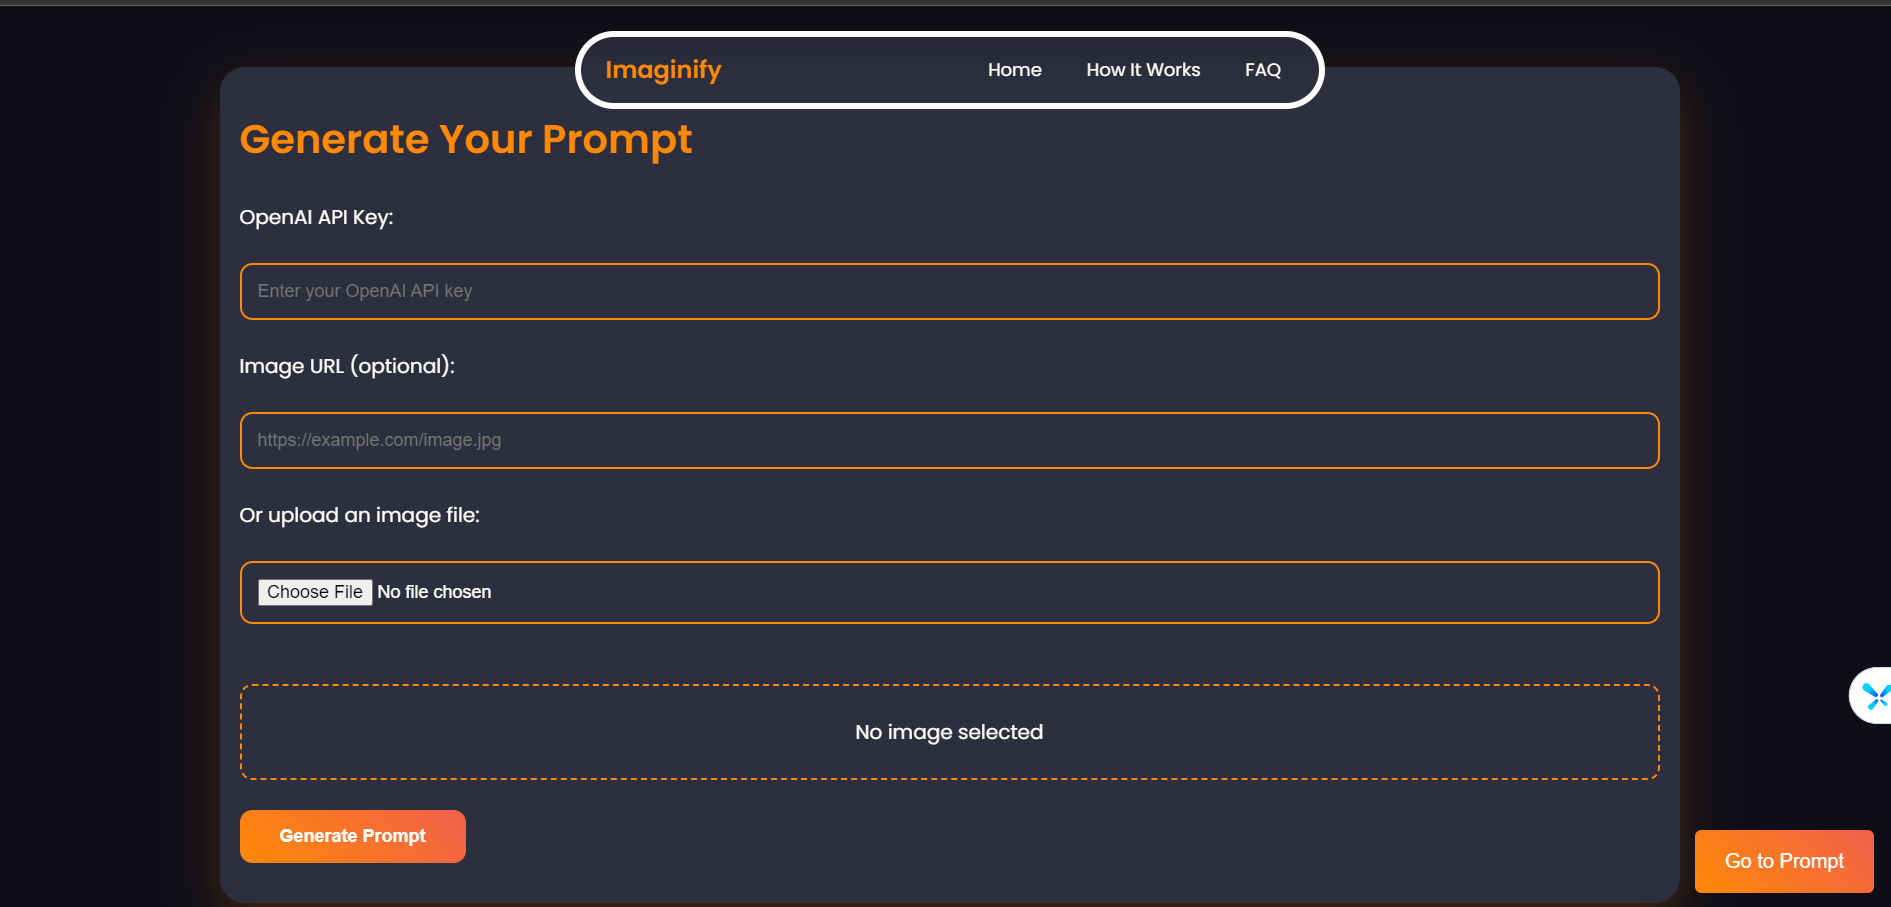 Imaginify Home How It Works FAQ
Generate Your Prompt
OpenAI API Key:
Enter your OpenAI API key
Image URL (optional):
https://example.com/image.jpg
Or upload an image file:
Choose File No file chosen
No image selected
Generate Prompt
Go to Prompt